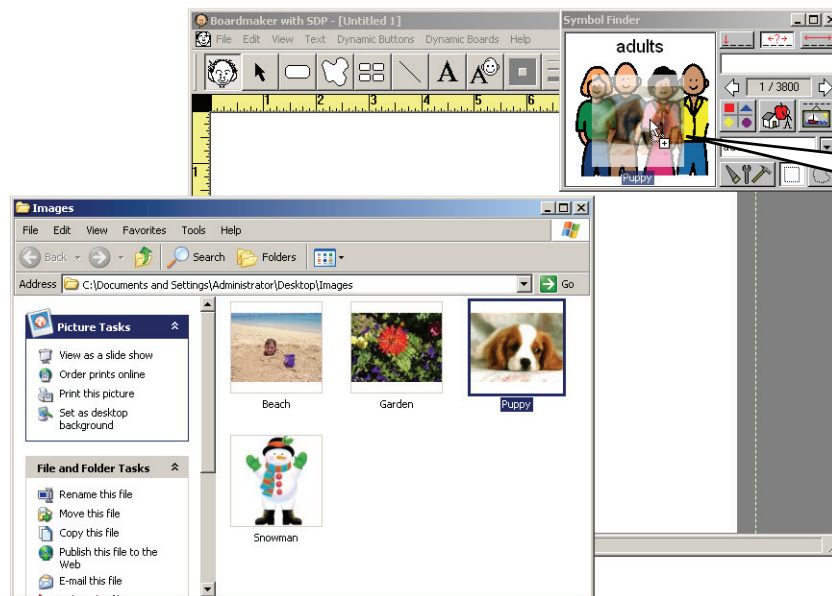 Boardmaker with SDP - [Untitled 1]
File Edit View Text Dynamic Buttons Dynamic Boards Help
A A
1 2 3 4 5 6
1
Symbol Finder
adults
Puppy
1 / 3800
Images
File Edit View Favorites Tools Help
Back Search Folders
Address C:\Documents and Settings\Administrator\Desktop\Images Go
Picture Tasks
View as a slide show
Order prints online
Print this picture
Set as desktop
background
File and Folder Tasks
Rename this file
Move this file
Copy this file
Publish this file to the
Web
E-mail this file
Beach
Garden
Puppy
Snowman